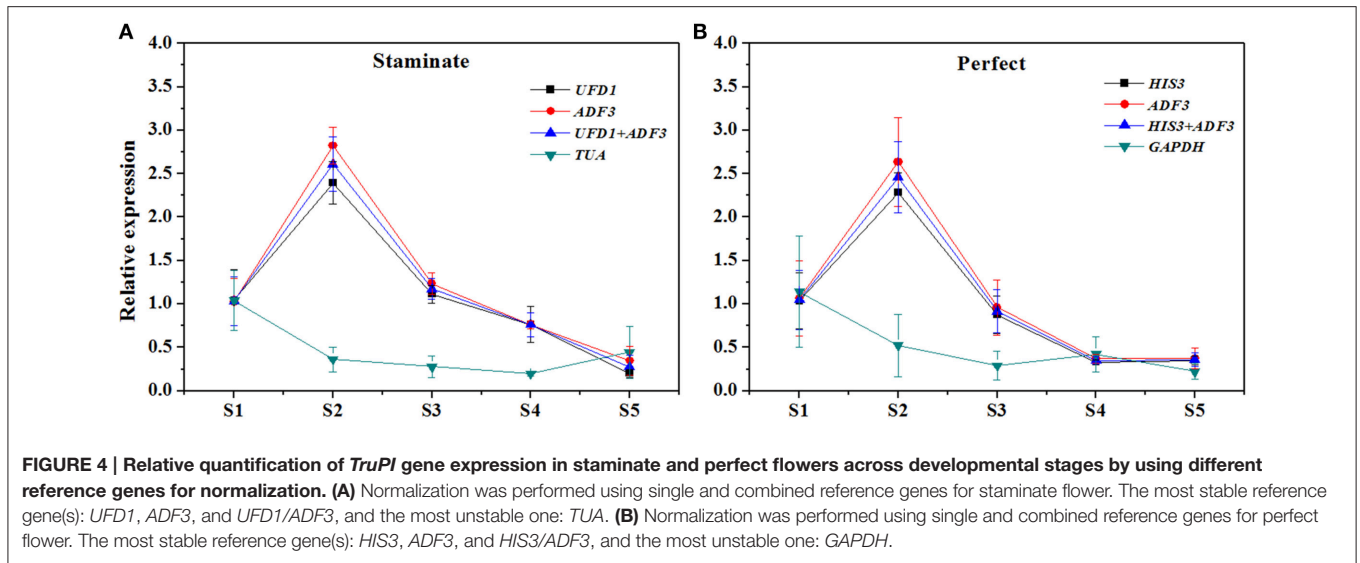 A
Staminate
UFD1
ADF3
UFD1+ADF3
TUA
Relative expression
4.0
3.5
3.0
2.5
2.0
1.5
1.0
0.5
0.0
S1 S2 S3 S4 S5
B
Perfect
HIS3
ADF3
HIS3+ADF3
GAPDH
4.0
3.5
3.0
2.5
2.0
1.5
1.0
0.5
0.0
S1 S2 S3 S4 S5
FIGURE 4 | Relative quantification of TruPI gene expression in staminate and perfect flowers across developmental stages by using different
reference genes for normalization. (A) Normalization was performed using single and combined reference genes for staminate flower. The most stable reference
gene(s): UFD1, ADF3, and UFD1/ADF3, and the most unstable one: TUA. (B) Normalization was performed using single and combined reference genes for perfect
flower. The most stable reference gene(s): HIS3, ADF3, and HIS3/ADF3, and the most unstable one: GAPDH.